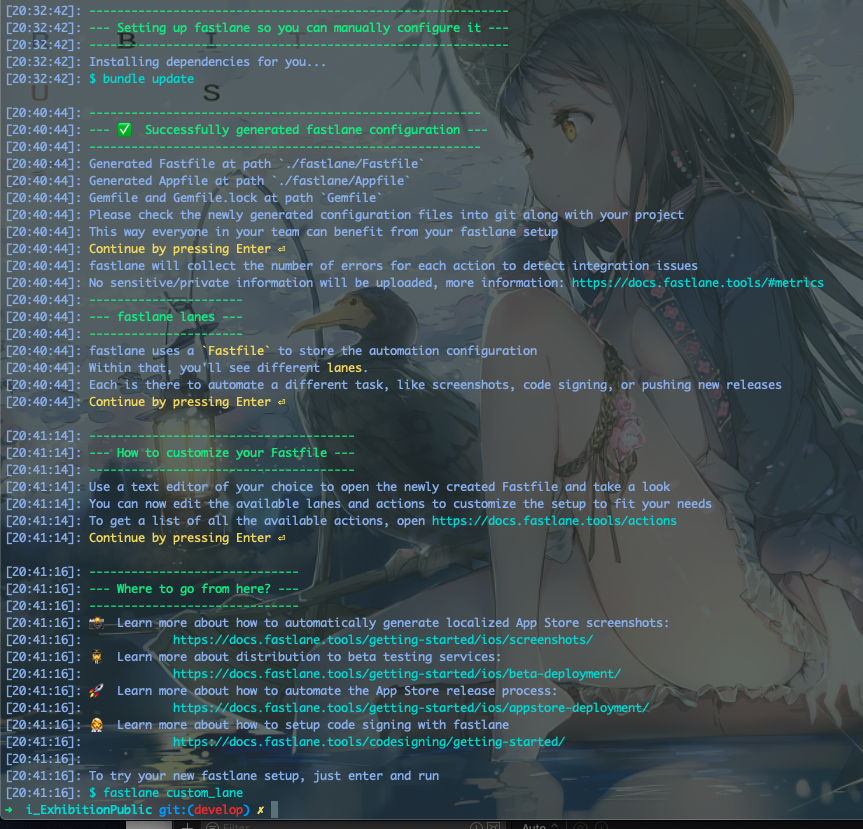 [20:32:42]: ------------------------------------------------------------
[20:32:42]: --- Setting up fastlane so you can manually configure it ---
[20:32:42]: ------------------------------------------------------------
[20:32:42]: Installing dependencies for you...
[20:32:42]: $ bundle update
[20:40:44]: --------------------------------------------------------
[20:40:44]: --- ✅  Successfully generated fastlane configuration ---
[20:40:44]: --------------------------------------------------------
[20:40:44]: Generated Fastfile at path `./fastlane/Fastfile`
[20:40:44]: Generated Appfile at path `./fastlane/Appfile`
[20:40:44]: Gemfile and Gemfile.lock at path `Gemfile`
[20:40:44]: Please check the newly generated configuration files into git along with your project
[20:40:44]: This way everyone in your team can benefit from your fastlane setup
[20:40:44]: Continue by pressing Enter ⏎
[20:40:44]: fastlane will collect the number of errors for each action to detect integration issues
[20:40:44]: No sensitive/private information will be uploaded, more information: https://docs.fastlane.tools/#metrics
[20:40:44]: ----------------------
[20:40:44]: --- fastlane lanes ---
[20:40:44]: ----------------------
[20:40:44]: fastlane uses a `Fastfile` to store the automation configuration
[20:40:44]: Within that, you'll see different lanes.
[20:40:44]: Each is there to automate a different task, like screenshots, code signing, or pushing new releases
[20:40:44]: Continue by pressing Enter ⏎
[20:41:14]: --------------------------------------
[20:41:14]: --- How to customize your Fastfile ---
[20:41:14]: --------------------------------------
[20:41:14]: Use a text editor of your choice to open the newly created Fastfile and take a look
[20:41:14]: You can now edit the available lanes and actions to customize the setup to fit your needs
[20:41:14]: To get a list of all the available actions, open https://docs.fastlane.tools/actions
[20:41:14]: Continue by pressing Enter ⏎
[20:41:16]: ------------------------------
[20:41:16]: --- Where to go from here? ---
[20:41:16]: ------------------------------
[20:41:16]: 📸  Learn more about how to automatically generate localized App Store screenshots:
[20:41:16]: https://docs.fastlane.tools/getting-started/ios/screenshots/
[20:41:16]: Learn more about distribution to beta testing services:
[20:41:16]: https://docs.fastlane.tools/getting-started/ios/beta-deployment/
[20:41:16]: 🚀  Learn more about how to automate the App Store release process:
[20:41:16]: https://docs.fastlane.tools/getting-started/ios/appstore-deployment/
[20:41:16]: Learn more about how to setup code signing with fastlane
[20:41:16]: https://docs.fastlane.tools/codesigning/getting-started/
[20:41:16]:
[20:41:16]: To try your new fastlane setup, just enter and run
[20:41:16]: $ fastlane custom_lane
➜  i_ExhibitionPublic git:(develop) ✗
Filter
Auto